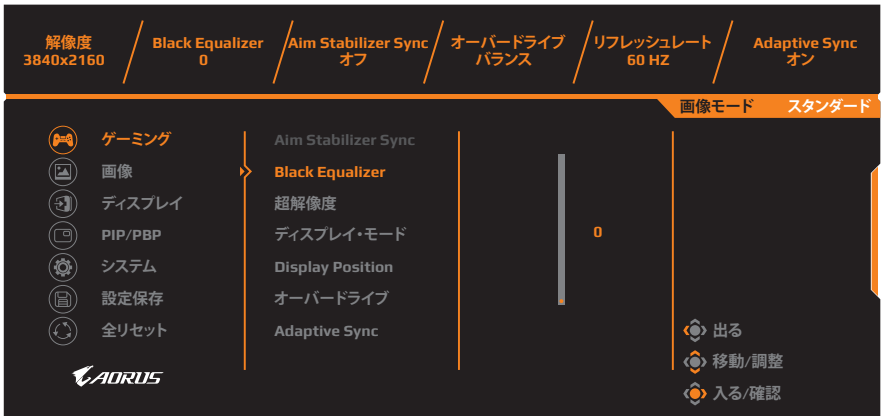 解像度
3840x2160
Black Equalizer
0
Aim Stabilizer Sync
オフ
オーバードライブ
バランス
リフレッシュレート
60 HZ
Adaptive Sync
オン
画像モード スタンダード
ゲーミング
画像
ディスプレイ
PIP/PBP
システム
設定保存
全リセット
Aim Stabilizer Sync
Black Equalizer
超解像度
ディスプレイ・モード
Display Position
オーバードライブ
Adaptive Sync
0
出る
移動/調整
入る/確認
AORUS